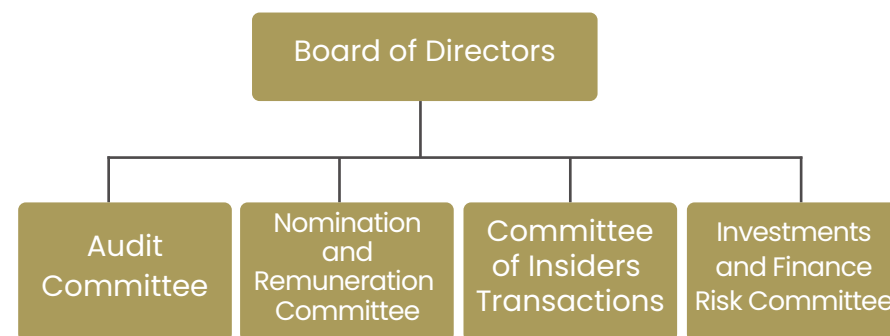 Board of Directors
Audit
Committee
Nomination
and
Remuneration
Committee
Committee
of Insiders
Transactions
Investments
and Finance
Risk Committee